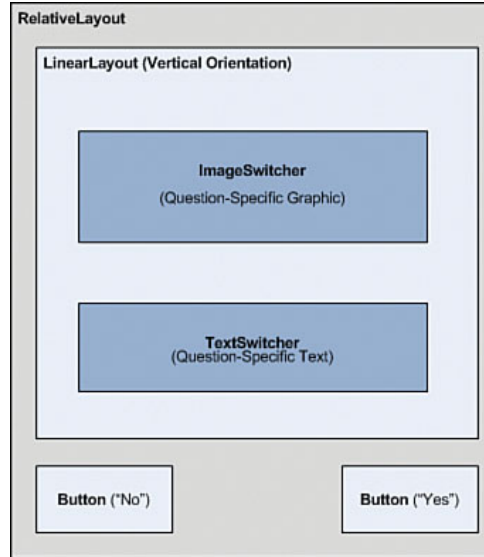 RelativeLayout
LinearLayout (Vertical Orientation)
ImageSwitcher
(Question-Specific Graphic)
TextSwitcher
(Question-Specific Text)
Button (“No”)
Button (“Yes”)